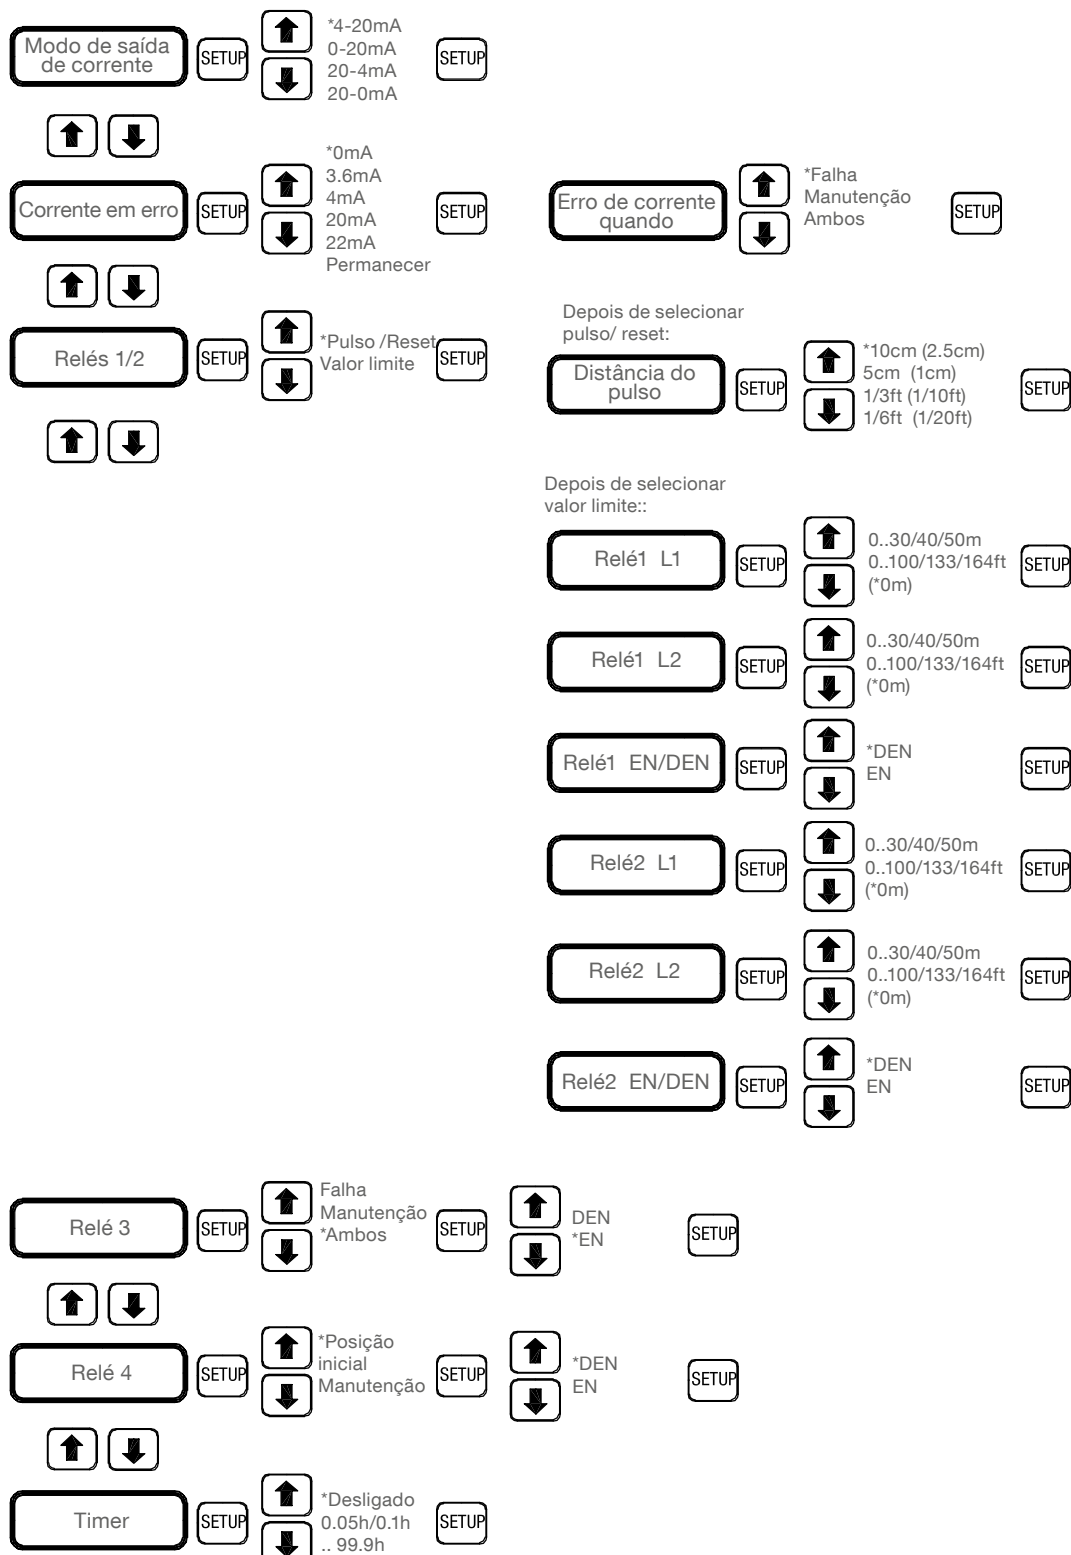 Modo de saída
de corrente
SETUP
*4-20mA
0-20mA
20-4mA
20-0mA
SETUP
Corrente em erro
SETUP
*0mA
3.6mA
4mA
20mA
22mA
Permanecer
SETUP
Erro de corrente
quando
*Falha
Manutenção
Ambos
SETUP
Relés 1/2
SETUP
*Pulso /Reset
Valor limite
SETUP
Depois de selecionar
pulso/ reset:
Distância do
pulso
SETUP
*10cm (2.5cm)
5cm (1cm)
1/3ft (1/10ft)
1/6ft (1/20ft)
SETUP
Depois de selecionar
valor limite::
Relé1 L1
SETUP
0..30/40/50m
0..100/133/164ft
(*0m)
SETUP
Relé1 L2
SETUP
0..30/40/50m
0..100/133/164ft
(*0m)
SETUP
Relé1 EN/DEN
SETUP
*DEN
EN
SETUP
Relé2 L1
SETUP
0..30/40/50m
0..100/133/164ft
(*0m)
SETUP
Relé2 L2
SETUP
0..30/40/50m
0..100/133/164ft
(*0m)
SETUP
Relé2 EN/DEN
SETUP
*DEN
EN
SETUP
Relé 3
SETUP
Falha
Manutenção
*Ambos
SETUP
DEN
*EN
SETUP
Relé 4
SETUP
*Posição
inicial
Manutenção
SETUP
*DEN
EN
SETUP
Timer
SETUP
*Desligado
0.05h/0.1h
.. 99.9h
SETUP